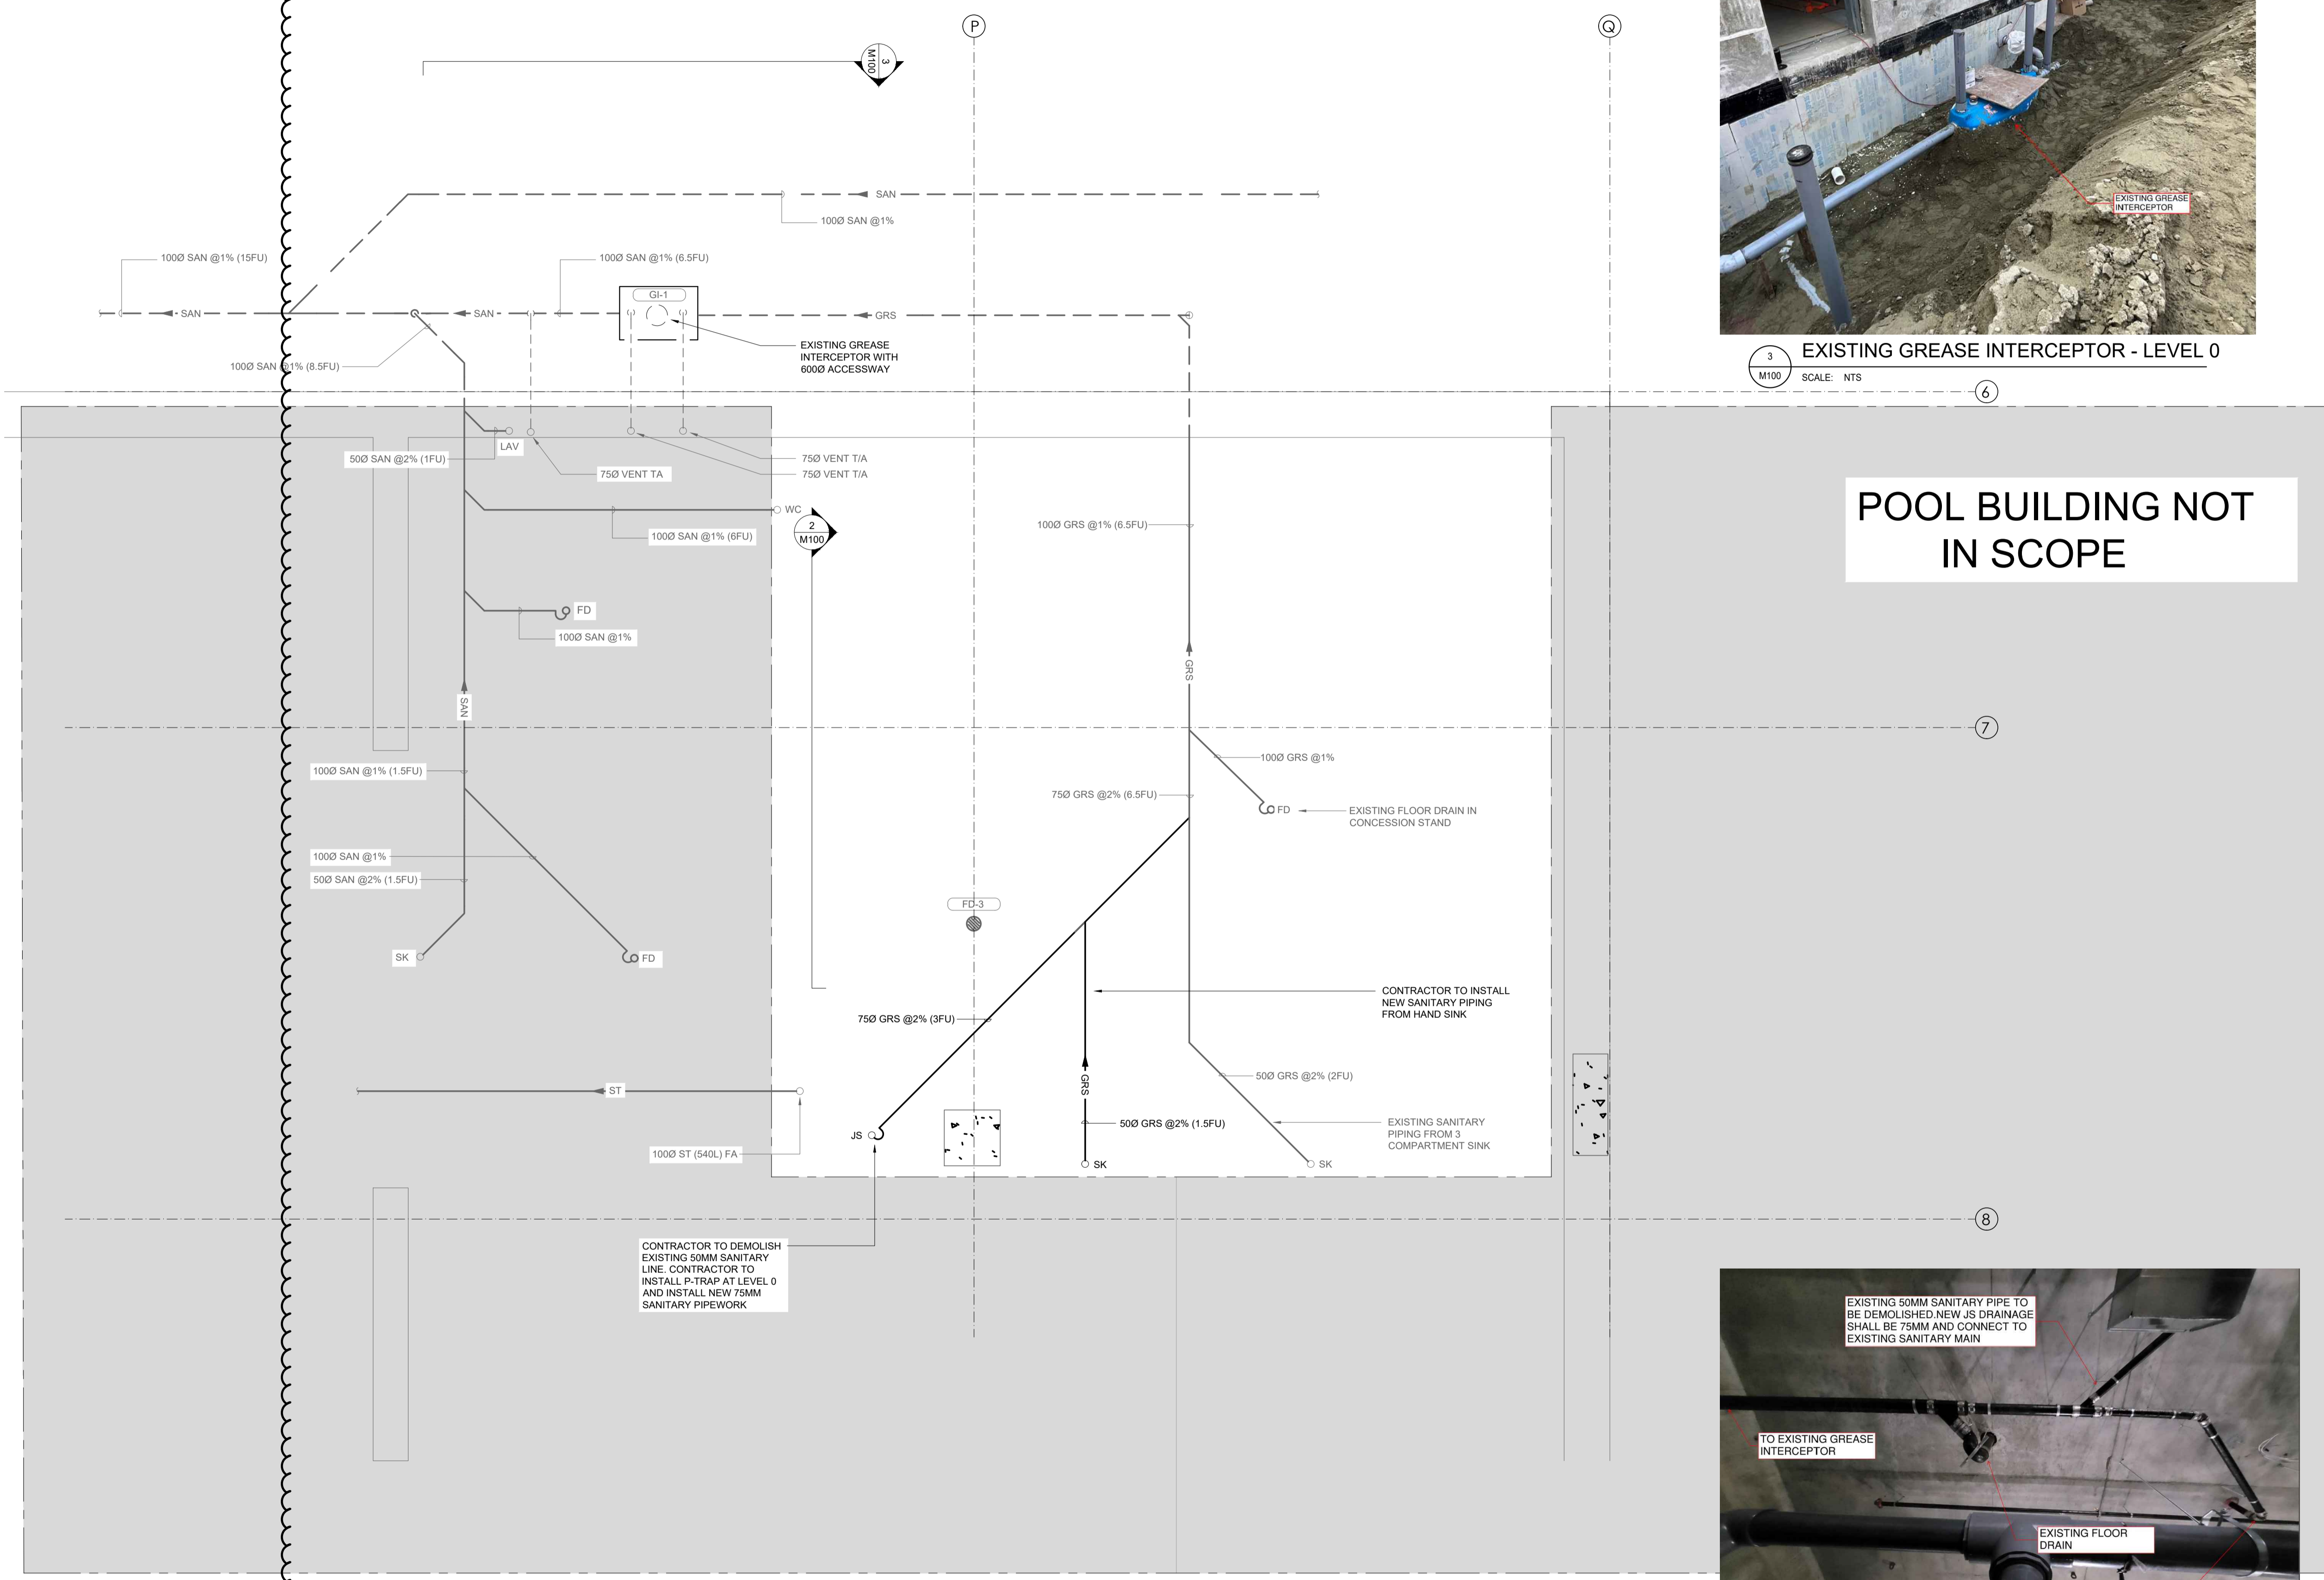 P
Q
3
M100
SAN
100Ø SAN @1%
100Ø SAN @1% (15FU)
100Ø SAN @1% (6.5FU)
GI-1
SAN
SAN
GRS
EXISTING GREASE
INTERCEPTOR WITH
600Ø ACCESSWAY
100Ø SAN @1% (8.5FU)
EXISTING GREASE
INTERCEPTOR
3
M100
EXISTING GREASE INTERCEPTOR - LEVEL 0
SCALE: NTS
6
LAV
50Ø SAN @2% (1FU)
75Ø VENT TA
75Ø VENT T/A
75Ø VENT T/A
WC
2
M100
100Ø SAN @1% (6FU)
100Ø GRS @1% (6.5FU)
POOL BUILDING NOT
IN SCOPE
FD
100Ø SAN @1%
SAN
GRS
7
100Ø SAN @1% (1.5FU)
100Ø GRS @1%
75Ø GRS @2% (6.5FU)
FD
EXISTING FLOOR DRAIN IN
CONCESSION STAND
100Ø SAN @1%
50Ø SAN @2% (1.5FU)
FD-3
SK
FD
CONTRACTOR TO INSTALL
NEW SANITARY PIPING
FROM HAND SINK
75Ø GRS @2% (3FU)
GRS
50Ø GRS @2% (2FU)
ST
JS
50Ø GRS @2% (1.5FU)
EXISTING SANITARY
PIPING FROM 3
COMPARTMENT SINK
100Ø ST (540L) FA
SK
SK
8
CONTRACTOR TO DEMOLISH
EXISTING 50MM SANITARY
LINE. CONTRACTOR TO
INSTALL P-TRAP AT LEVEL 0
AND INSTALL NEW 75MM
SANITARY PIPEWORK
EXISTING 50MM SANITARY PIPE TO
BE DEMOLISHED.NEW JS DRAINAGE
SHALL BE 75MM AND CONNECT TO
EXISTING SANITARY MAIN
TO EXISTING GREASE
INTERCEPTOR
EXISTING FLOOR
DRAIN